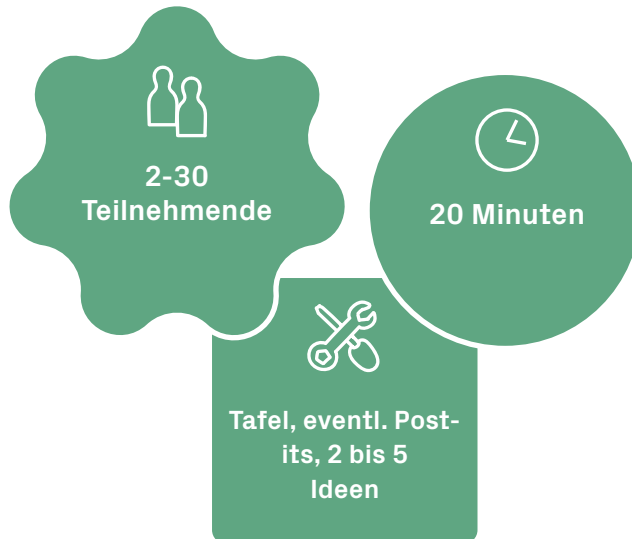 2-30
Teilnehmende
20 Minuten
Tafel, eventl. Post-
its, 2 bis 5
Ideen